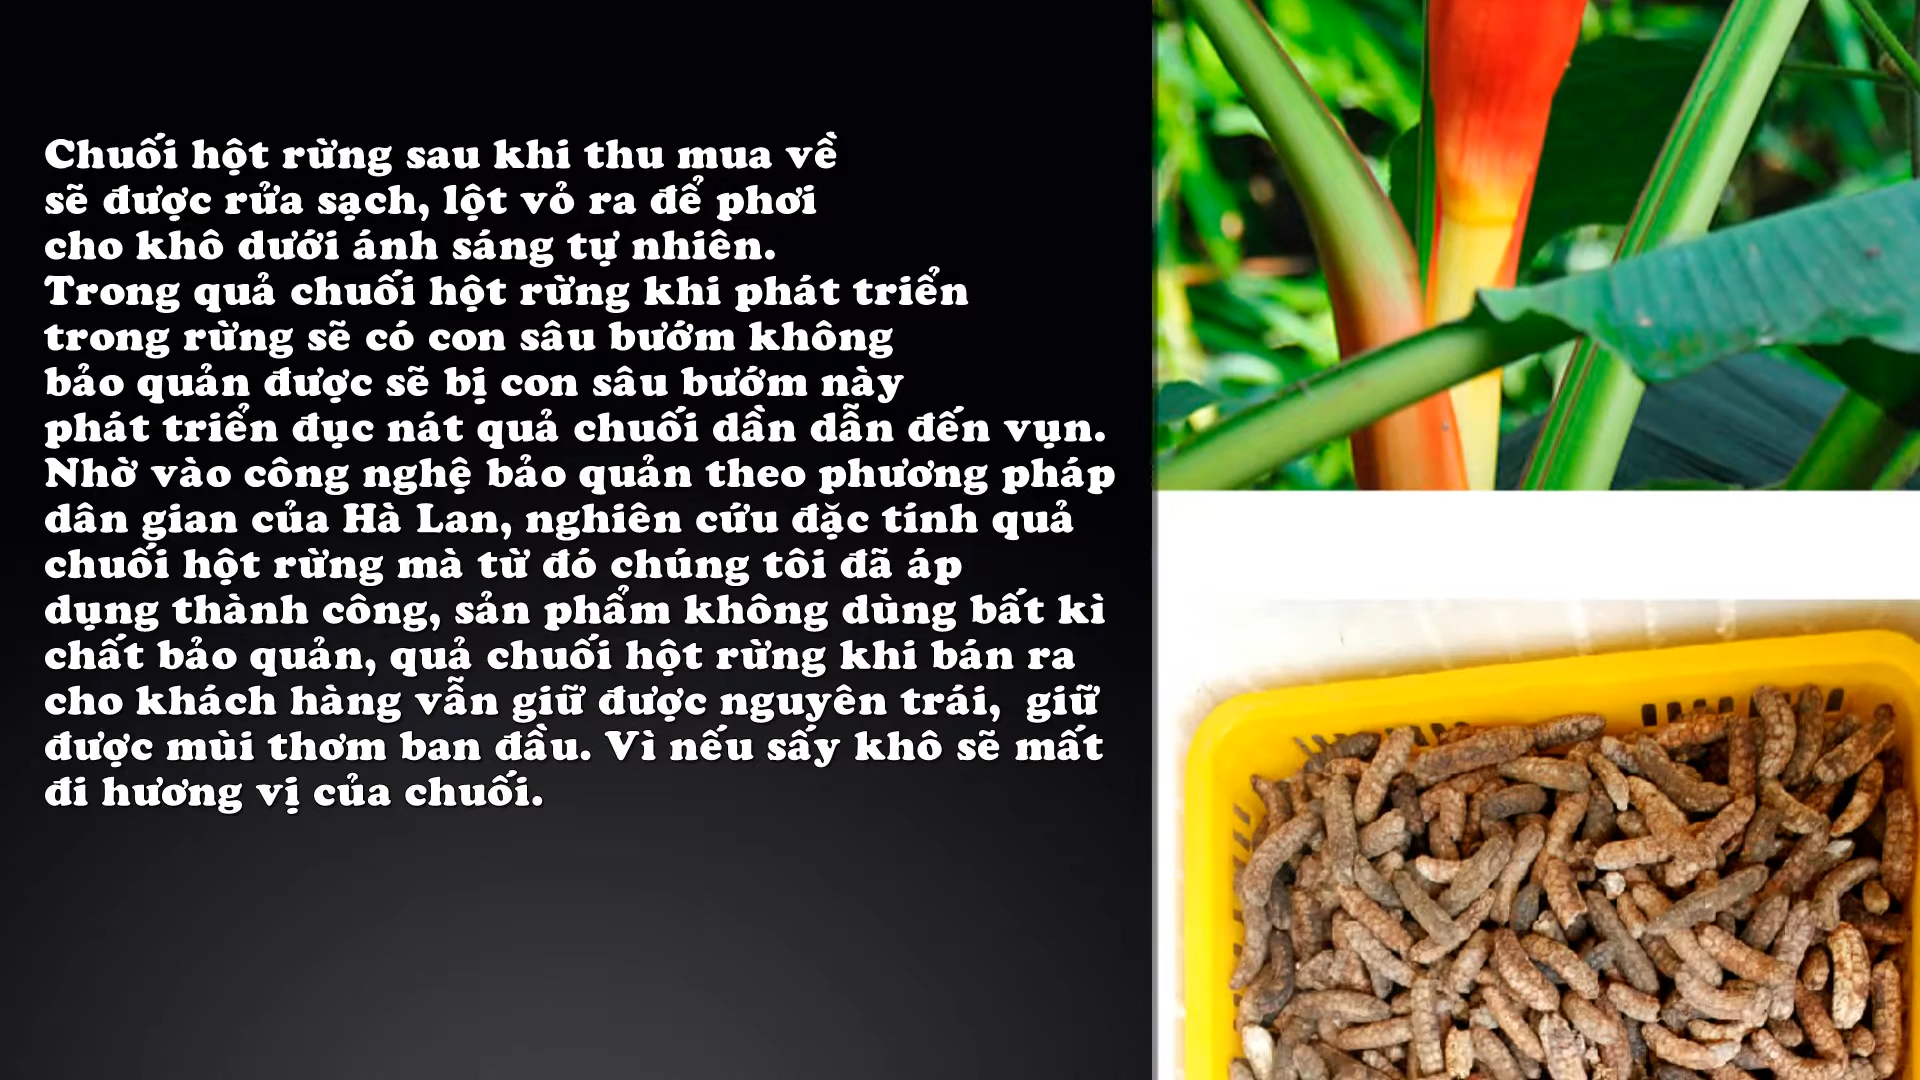 Chuối hột rừng sau khi thu mua về
sẽ được rửa sạch, lột vỏ ra để phơi
cho khô dưới ánh sáng tự nhiên.
Trong quả chuối hột rừng khi phát triển
trong rừng sẽ có con sâu bướm không
bảo quản được sẽ bị con sâu bướm này
phát triển đục nát quả chuối dần dẫn đến vụn.
Nhờ vào công nghệ bảo quản theo phương pháp
dân gian của Hà Lan, nghiên cứu đặc tính quả
chuối hột rừng mà từ đó chúng tôi đã áp
dụng thành công, sản phẩm không dùng bất kì
chất bảo quản, quả chuối hột rừng khi bán ra
cho khách hàng vẫn giữ được nguyên trái,  giữ
được mùi thơm ban đầu. Vì nếu sấy khô sẽ mất
đi hương vị của chuối.